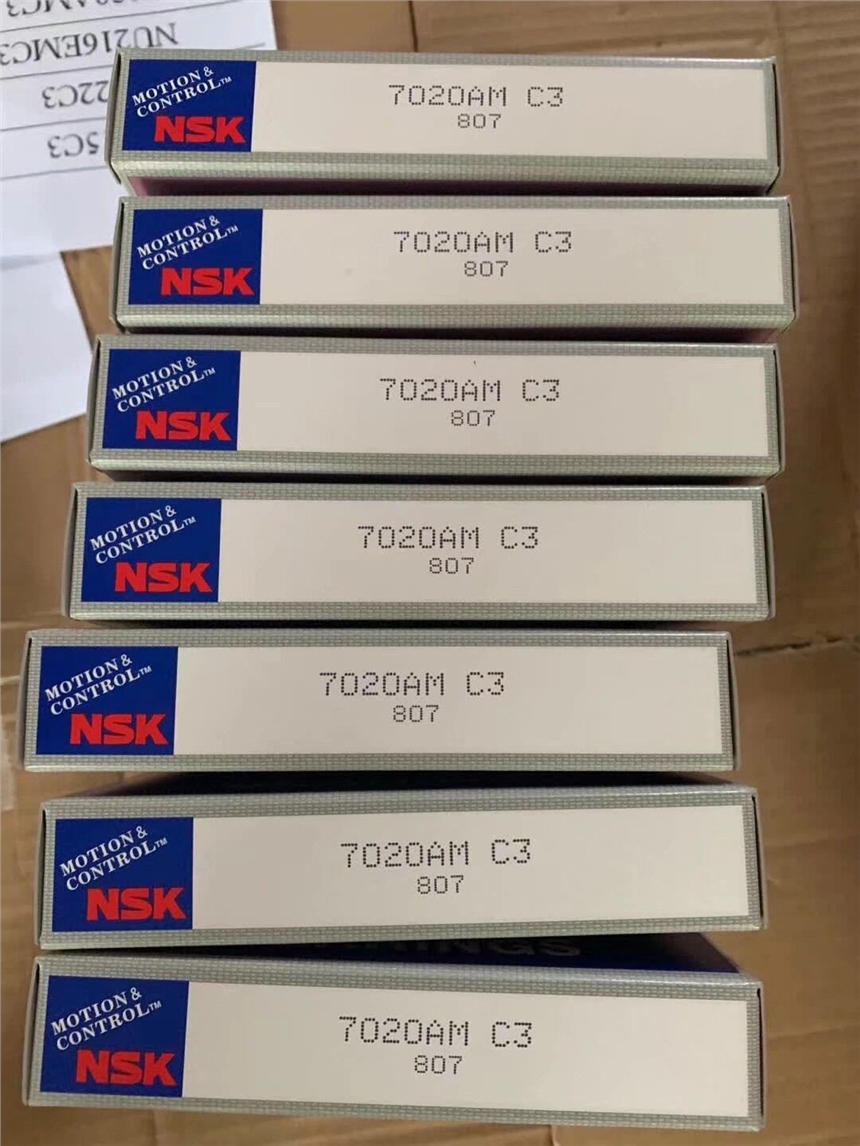 NU216EMC3
22C3
5C3
MOTION &
CONTROL™
NSK
7020AM C3
807
MOTION &
CONTROL™
NSK
7020AM C3
807
MOTION &
CONTROL™
NSK
7020AM C3
807
MOTION &
CONTROL™
NSK
7020AM C3
807
MOTION &
CONTROL™
NSK
7020AM C3
807
MOTION &
CONTROL™
NSK
7020AM C3
807
MOTION &
CONTROL™
NSK
7020AM C3
807